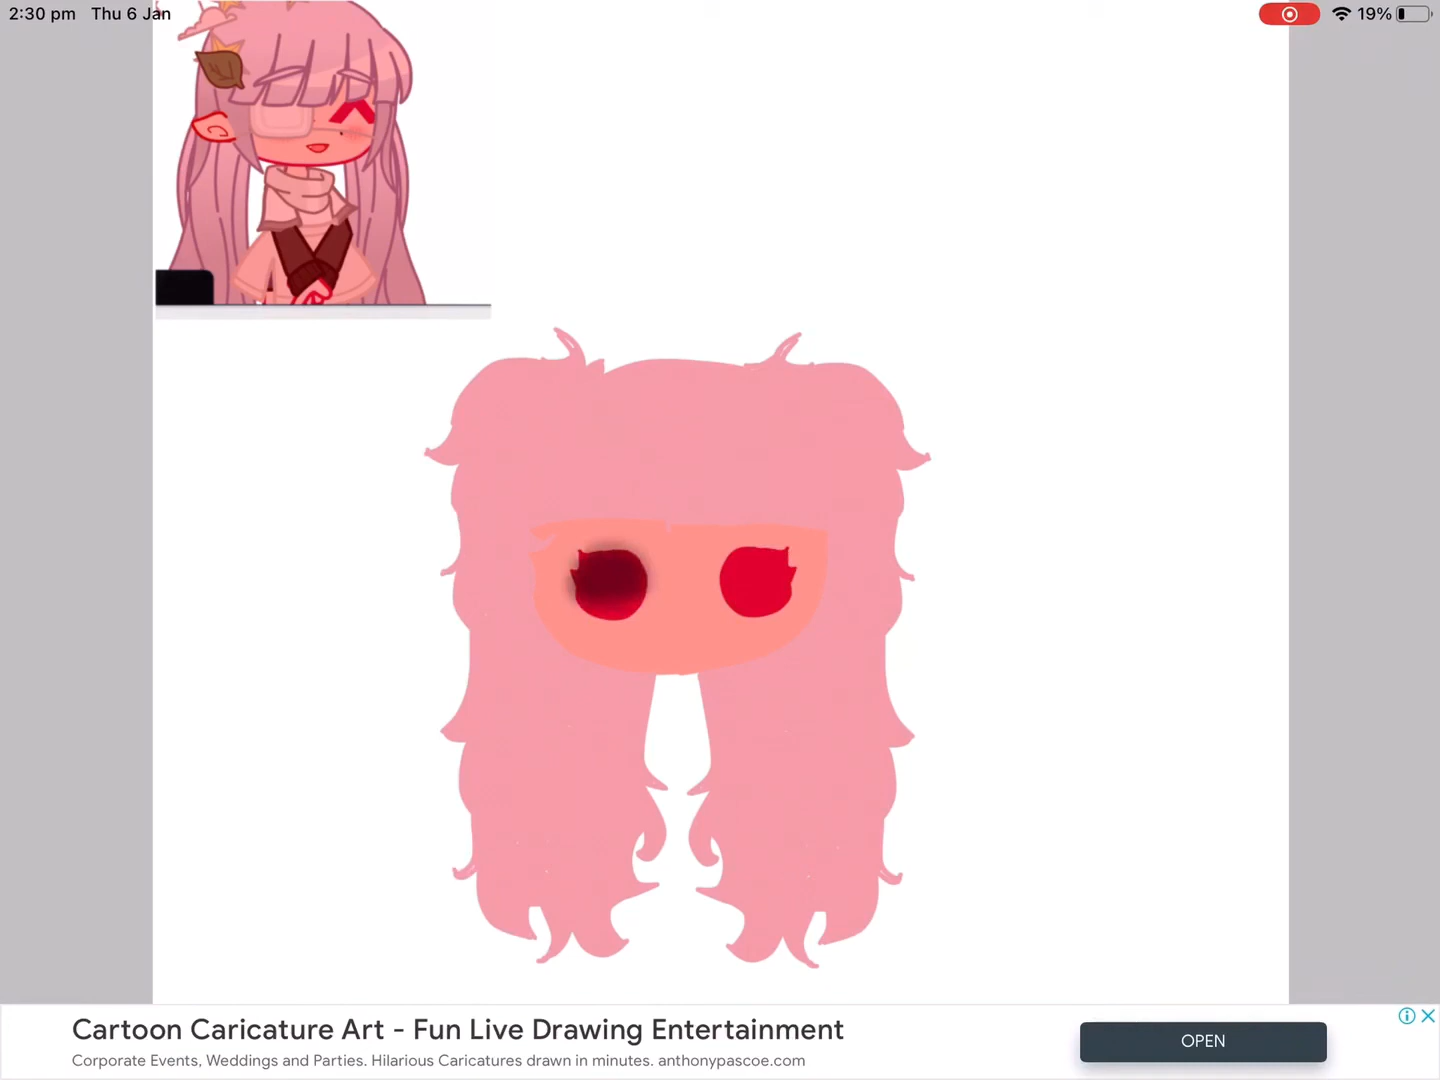 2:30 pm Thu 6 Jan
19%
Cartoon Caricature Art - Fun Live Drawing Entertainment
Corporate Events, Weddings and Parties. Hilarious Caricatures drawn in minutes. anthonypascoe.com
OPEN